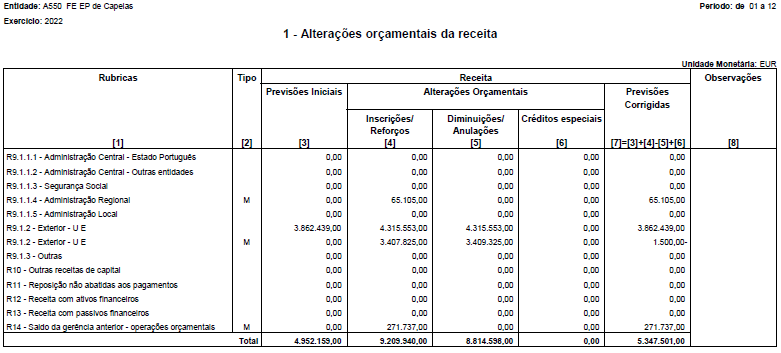 Entidade: A550 FE EP de Capelas Período: de 01 a 12
Exercício: 2022
1 - Alterações orçamentais da receita
Unidade Monetária: EUR
Rubricas Tipo Receita Observações
Previsões Iniciais Alterações Orçamentais Previsões Corrigidas
Inscrições/ Reforços Diminuições/ Anulações Créditos especiais
[1] [2] [3] [4] [5] [6] [7]=[3]+[4]-[5]+[6] [8]
R9.1.1.1 - Administração Central - Estado Português 0,00 0,00 0,00 0,00 0,00
R9.1.1.2 - Administração Central - Outras entidades 0,00 0,00 0,00 0,00 0,00
R9.1.1.3 - Segurança Social 0,00 0,00 0,00 0,00 0,00
R9.1.1.4 - Administração Regional M 0,00 65.105,00 0,00 0,00 65.105,00
R9.1.1.5 - Administração Local 0,00 0,00 0,00 0,00 0,00
R9.1.2 - Exterior - U E 3.862.439,00 4.315.553,00 4.315.553,00 0,00 3.862.439,00
R9.1.2 - Exterior - U E M 0,00 3.407.825,00 3.409.325,00 0,00 1.500,00-
R9.1.3 - Outras 0,00 0,00 0,00 0,00 0,00
R10 - Outras receitas de capital 0,00 0,00 0,00 0,00 0,00
R11 - Reposição não abatidas aos pagamentos 0,00 0,00 0,00 0,00 0,00
R12 - Receita com ativos financeiros 0,00 0,00 0,00 0,00 0,00
R13 - Receita com passivos financeiros 0,00 0,00 0,00 0,00 0,00
R14 - Saldo da gerência anterior - operações orçamentais M 0,00 271.737,00 0,00 0,00 271.737,00
Total 4.952.159,00 9.209.940,00 8.814.598,00 0,00 5.347.501,00